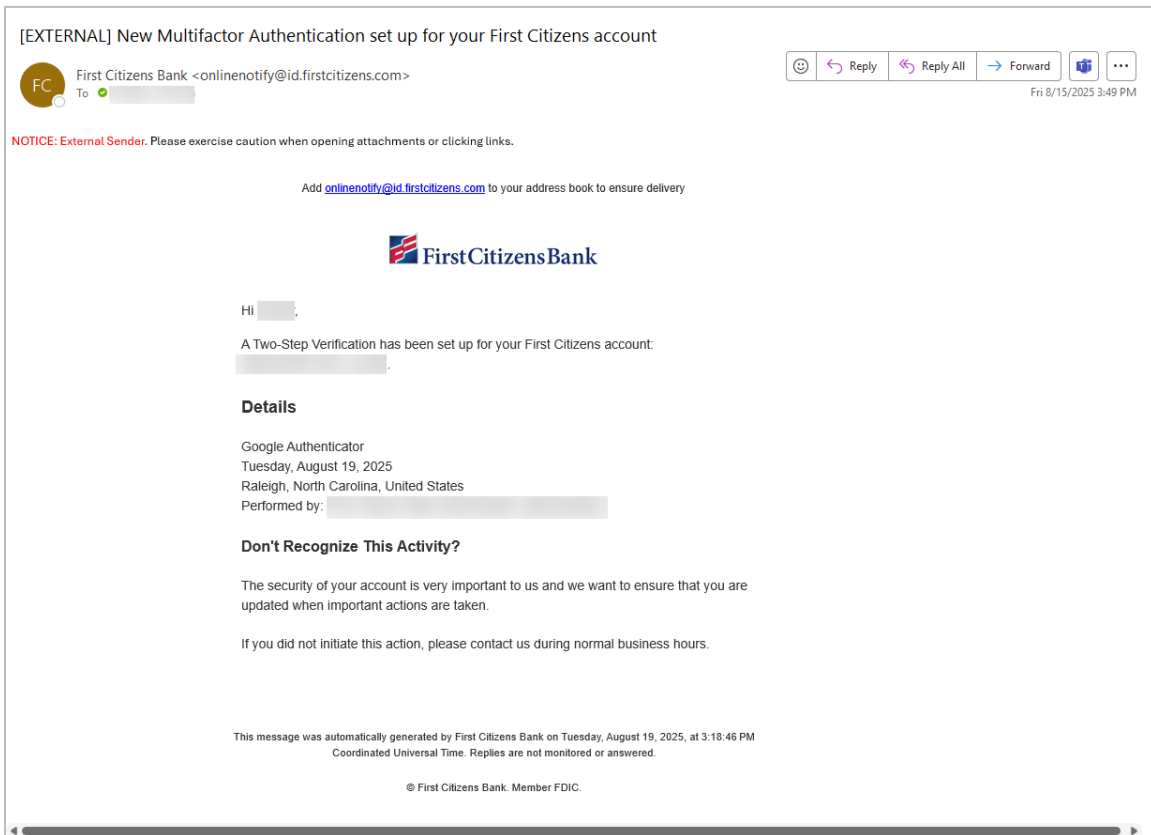 [EXTERNAL] New Multifactor Authentication set up for your First Citizens account
FC
First Citizens Bank <onlinenotify@id.firstcitizens.com>
To
Reply
Reply All
Forward
Fri 8/15/2025 3:49 PM
NOTICE: External Sender. Please exercise caution when opening attachments or clicking links.
Add onlinenotify@id.firstcitizens.com to your address book to ensure delivery
First Citizens Bank
Hi ,
A Two-Step Verification has been set up for your First Citizens account:
.
Details
Google Authenticator
Tuesday, August 19, 2025
Raleigh, North Carolina, United States
Performed by:
Don't Recognize This Activity?
The security of your account is very important to us and we want to ensure that you are
updated when important actions are taken.
If you did not initiate this action, please contact us during normal business hours.
This message was automatically generated by First Citizens Bank on Tuesday, August 19, 2025, at 3:18:46 PM
Coordinated Universal Time. Replies are not monitored or answered.
© First Citizens Bank. Member FDIC.